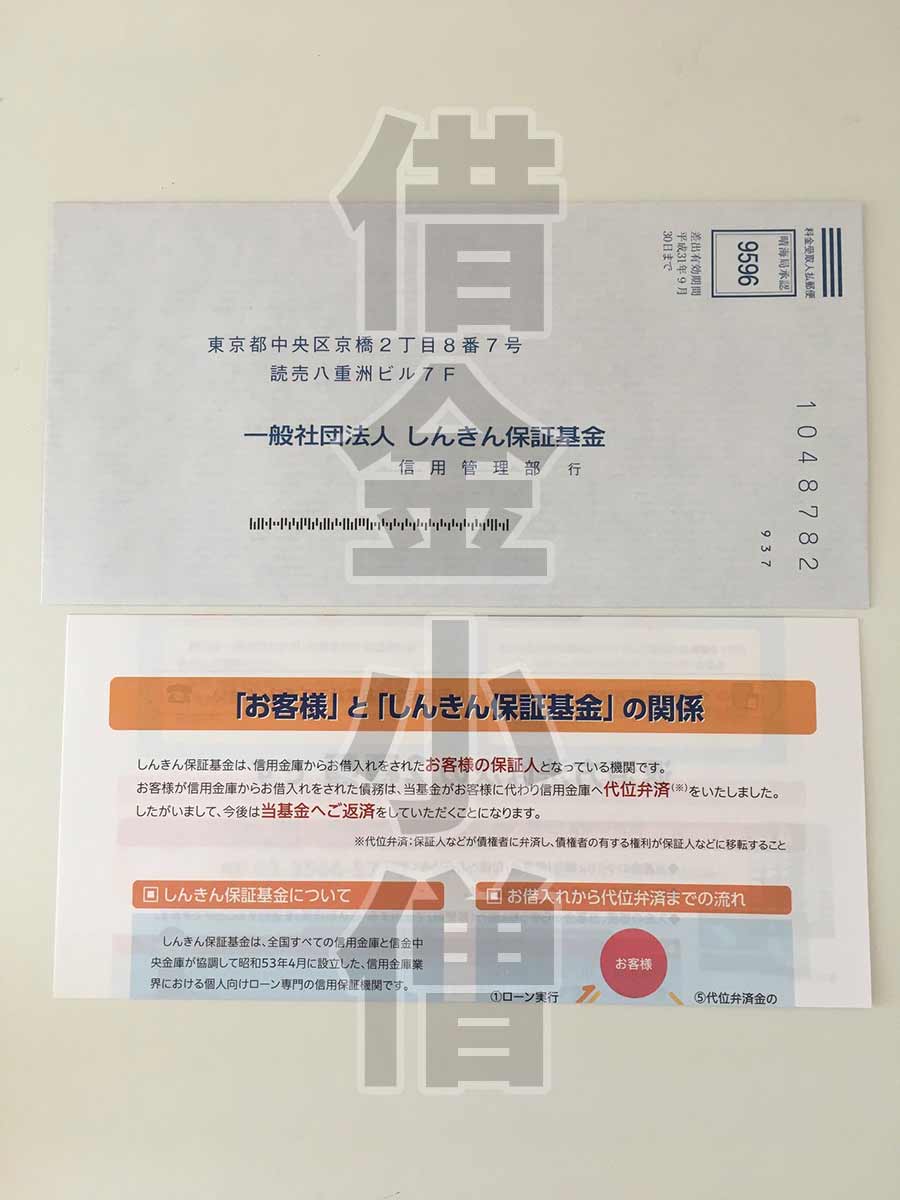 料金受取人払郵便
晴海局承認
9596
差出有効期間
平成31年9月
30日まで
1048782
937
東京都中央区京橋2丁目8番7号
読売八重洲ビル7F
一般社団法人 しんきん保証基金
信用管理部 行
「お客様」と「しんきん保証基金」の関係
しんきん保証基金は、信用金庫からお借入れをされたお客様の保証人となっている機関です。
お客様が信用金庫からお借入れをされた債務は、当基金がお客様に代わり信用金庫へ代位弁済(※)をいたしました。
したがいまして、今後は当基金へご返済をしていただくことになります。
※代位弁済:保証人などが債権者に弁済し、債権者の有する権利が保証人などに移転すること
しんきん保証基金について
しんきん保証基金は、全国すべての信用金庫と信金中
央金庫が協調して昭和53年4月に設立した、信用金庫業
界における個人向けローン専門の信用保証機関です。
お借入れから代位弁済までの流れ
お客様
①ローン実行
⑤代位弁済金の
借金小僧